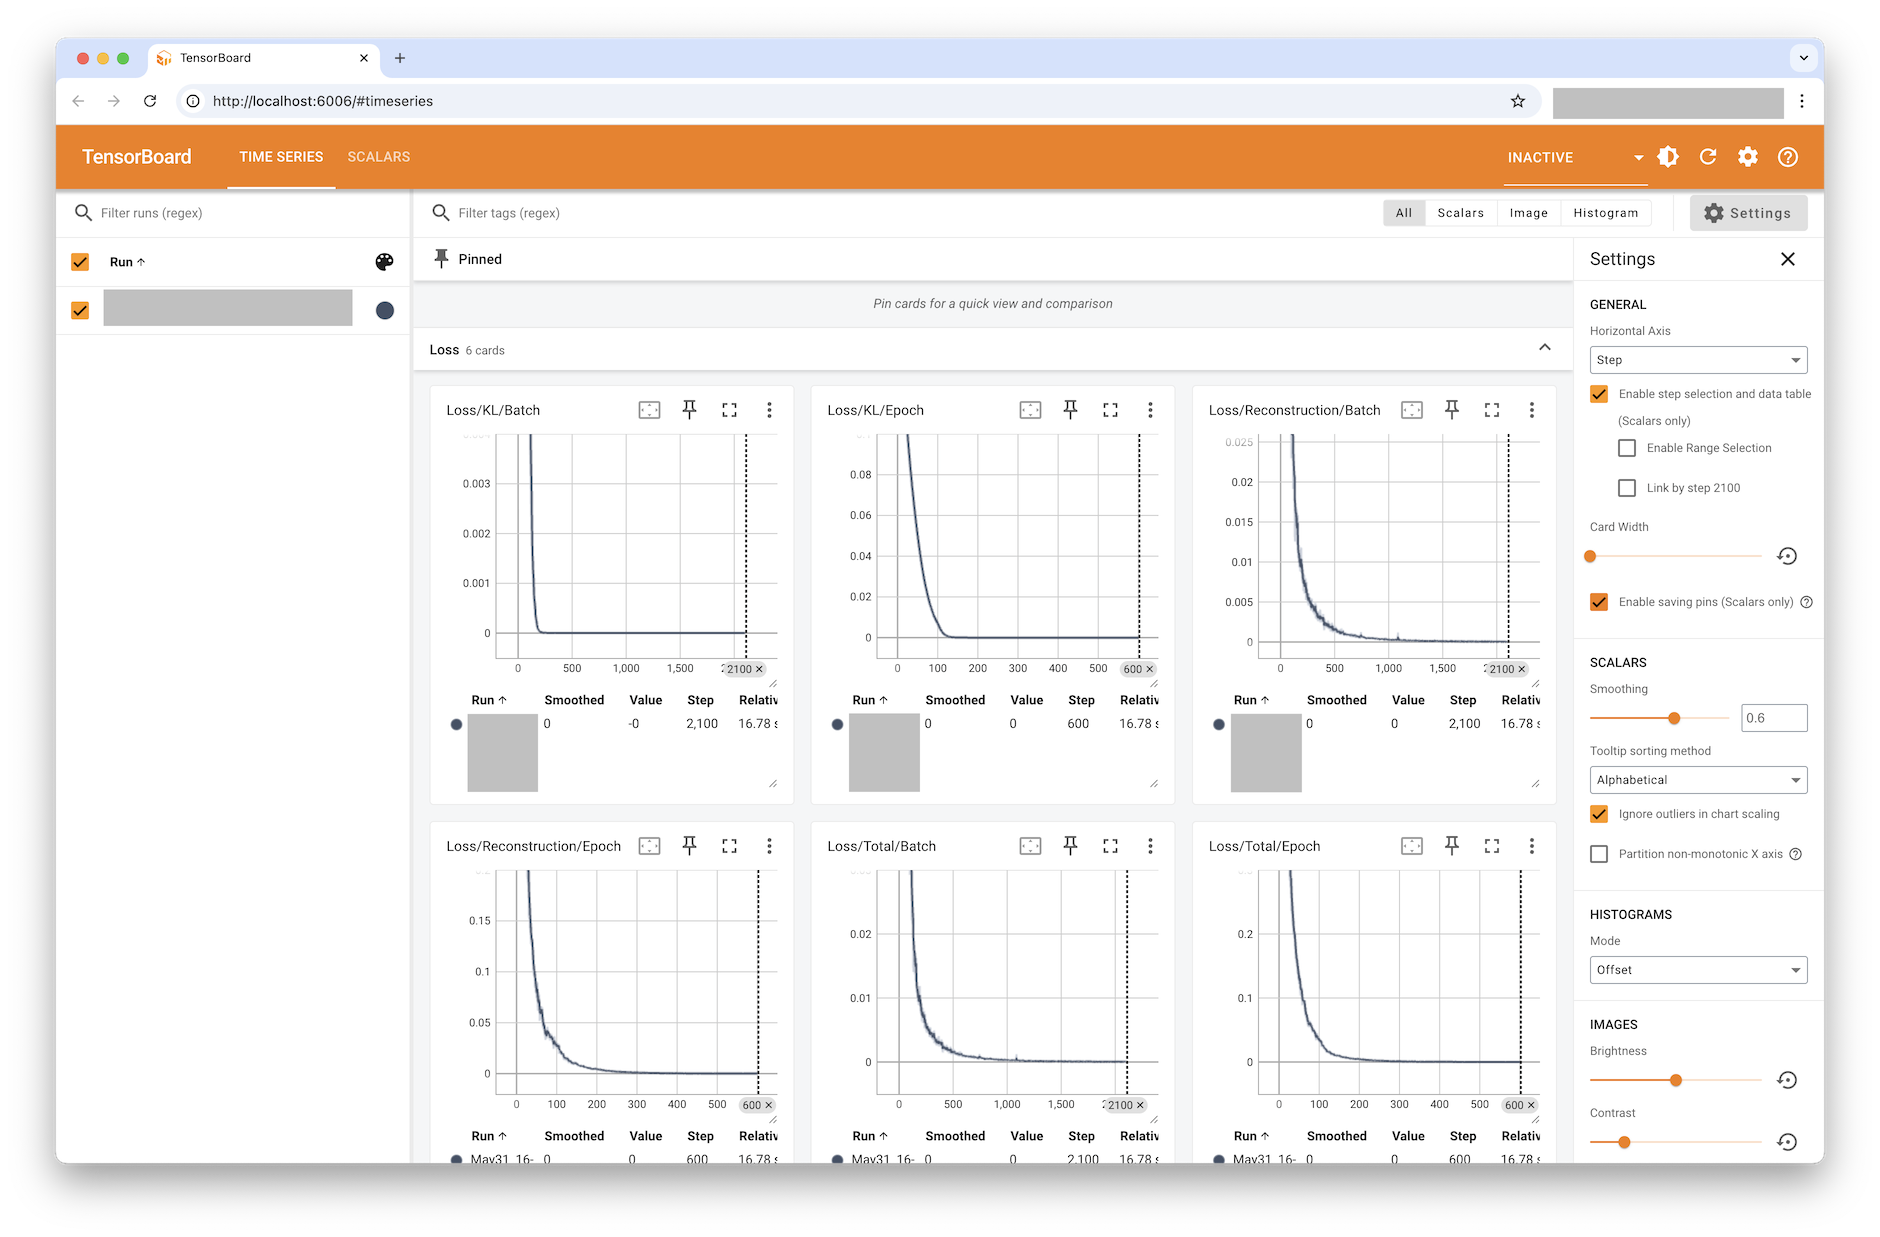 TensorBoard
http://localhost:6006/#timeseries
TensorBoard TIME SERIES SCALARS INACTIVE
Filter runs (regex)
Run
Filter tags (regex) All Scalars Image Histogram Settings
Pinned
Pin cards for a quick view and comparison
Loss 6 cards
Loss/KL/Batch
0.003
0.002
0.001
0
0 500 1,000 1,500 2100
Run Smoothed Value Step
0 -0 2,100 16.78
Loss/KL/Epoch
0.08
0.06
0.04
0.02
0
0 100 200 300 400 500 600
Run Smoothed Value Step
0 0 600 16.78
Loss/Reconstruction/Batch
0.025
0.02
0.015
0.01
0.005
0
0 500 1,000 1,500 2100
Run Smoothed Value Step
0 0 2,100 16.78
Loss/Reconstruction/Epoch
0.15
0.1
0.05
0
0 100 200 300 400 500 600
Run Smoothed Value Step
May31_16- 0 0 600 16.78
Loss/Total/Batch
0.02
0.01
0
0 500 1,000 1,500 2100
Run Smoothed Value Step
May31_16- 0 0 2,100 16.78
Loss/Total/Epoch
0.2
0.1
0
0 100 200 300 400 500 600
Run Smoothed Value Step
May31_16- 0 0 600 16.78
Settings
GENERAL
Horizontal Axis
Step
Enable step selection and data table
(Scalars only)
Enable Range Selection
Link by step 2100
Card Width
Enable saving pins (Scalars only)
SCALARS
Smoothing
0.6
Tooltip sorting method
Alphabetical
Ignore outliers in chart scaling
Partition non-monotonic X axis
HISTOGRAMS
Mode
Offset
IMAGES
Brightness
Contrast